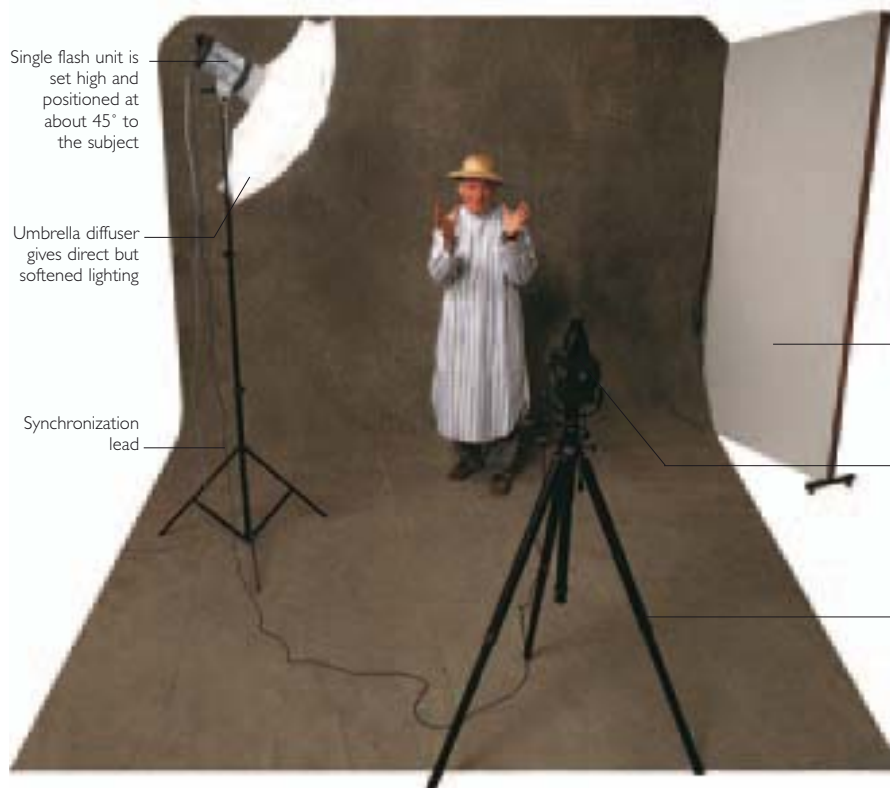 Single flash unit is
set high and
positioned at
about 45° to
the subject
Umbrella diffuser
gives direct but
softened lighting
Synchronization
lead